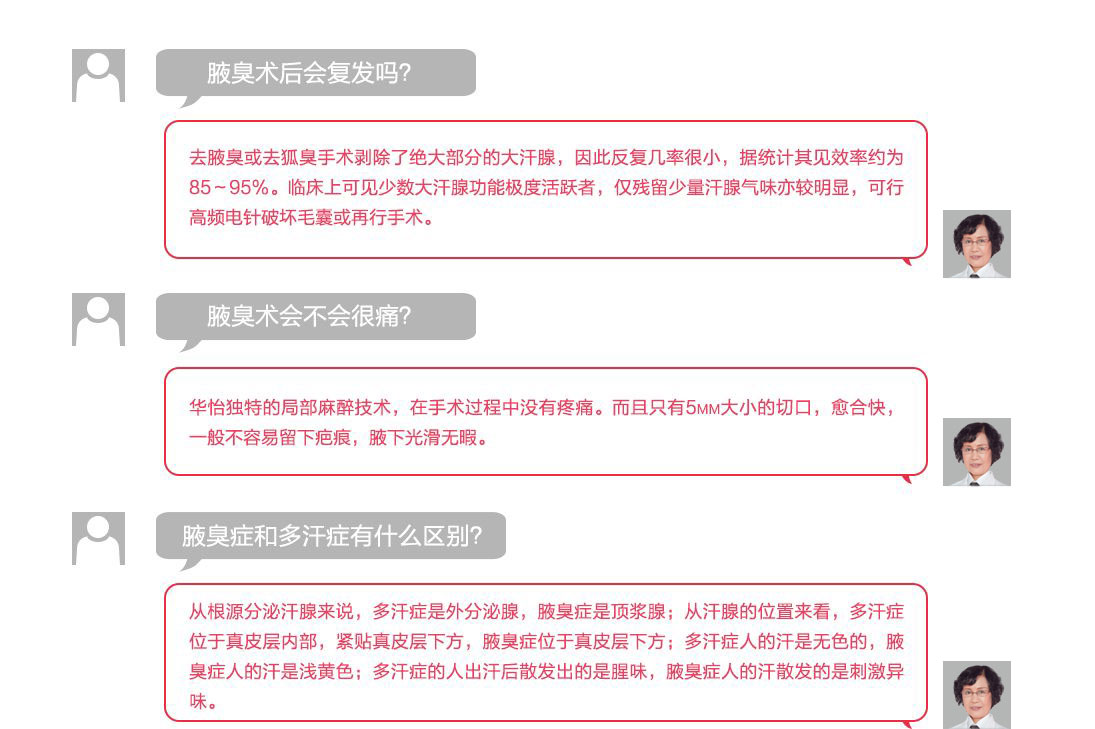 腋臭术后会复发吗?
去腋臭或去狐臭手术剥除了绝大部分的大汗腺，因此反复几率很小，据统计其见效率约为
85～95%。临床上可见少数大汗腺功能极度活跃者，仅残留少量汗腺气味亦较明显，可行
高频电针破坏毛囊或再行手术。
腋臭术会不会很痛?
华怡独特的局部麻醉技术，在手术过程中没有疼痛。而且只有5MM大小的切口，愈合快，
一般不容易留下疤痕，腋下光滑无暇。
腋臭症和多汗症有什么区别?
从根源分泌汗腺来说，多汗症是外分泌腺，腋臭症是顶浆腺；从汗腺的位置来看，多汗症
位于真皮层内部，紧贴真皮层下方，腋臭症位于真皮层下方；多汗症人的汗是无色的，腋
臭症人的汗是浅黄色；多汗症的人出汗后散发出的是腥味，腋臭症人的汗散发的是刺激异
味。